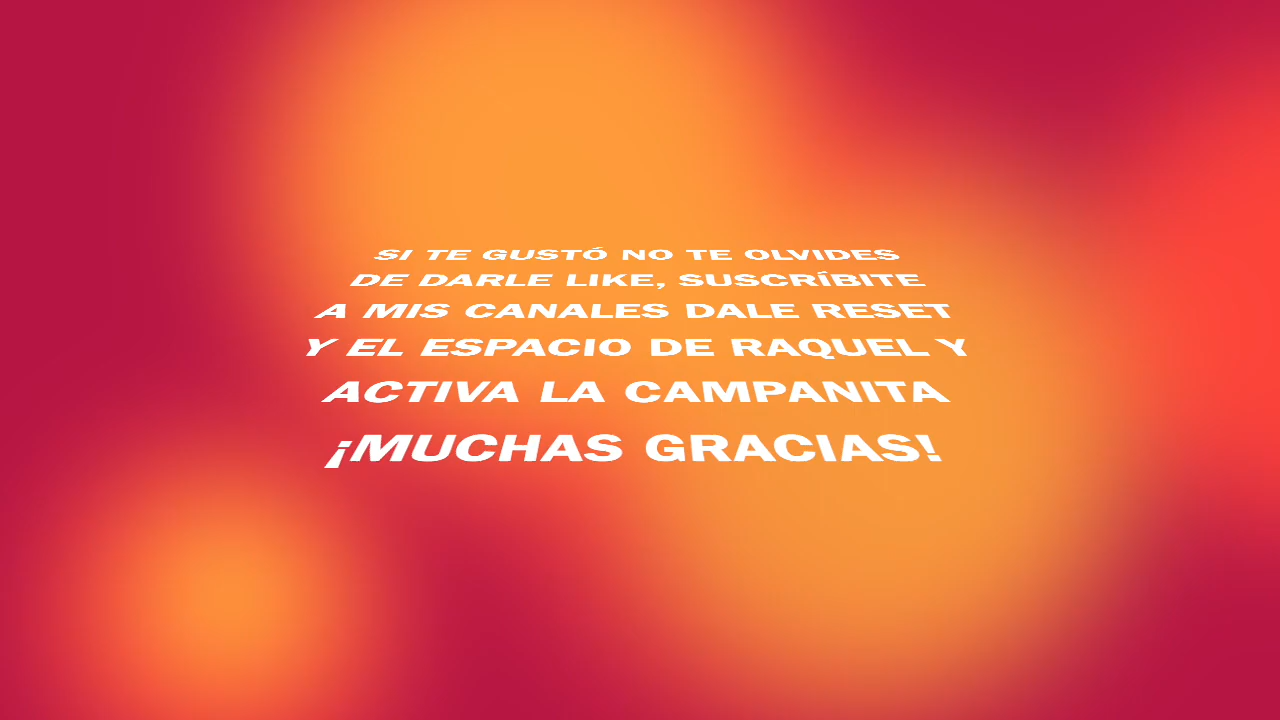 SI TE GUSTÓ NO TE OLVIDES
DE DARLE LIKE, SUSCRÍBITE
A MIS CANALES DALE RESET
Y EL ESPACIO DE RAQUEL Y
ACTIVA LA CAMPANITA
¡MUCHAS GRACIAS!